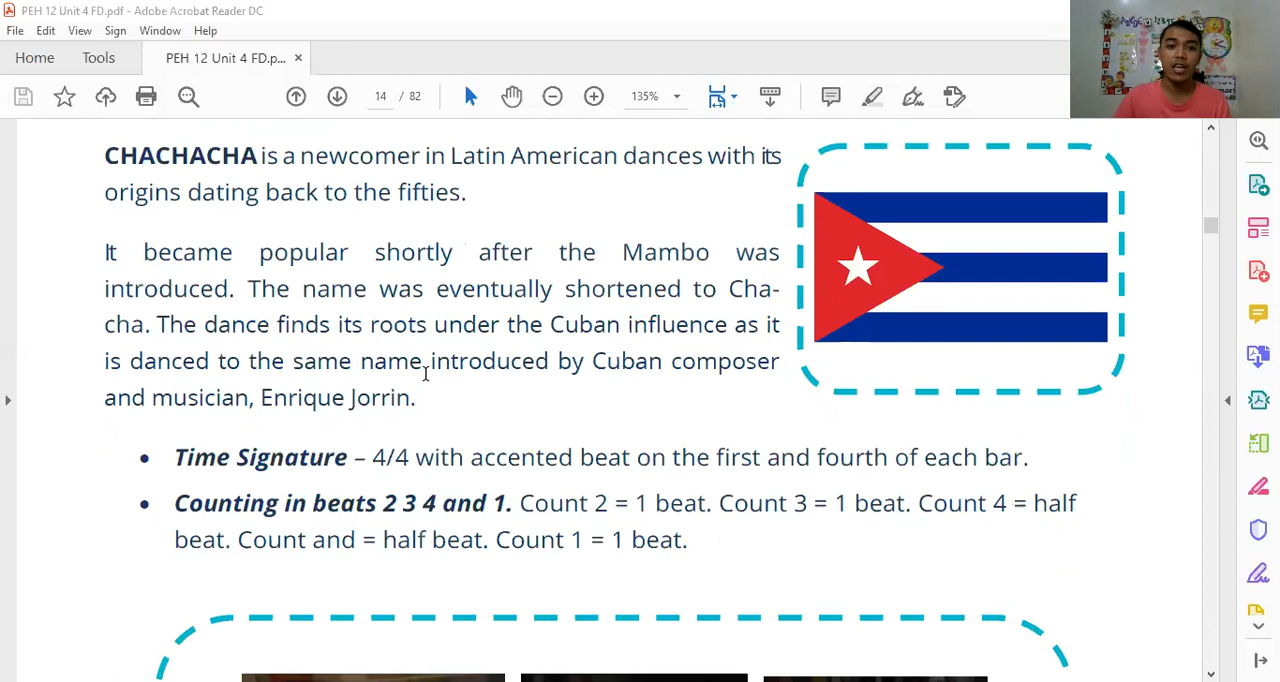 PEH 12 Unit 4 FD.pdf - Adobe Acrobat Reader DC
File Edit View Sign Window Help
Home Tools PEH 12 Unit 4 FD.p... ×
14 / 82 135%
CHACHACHA is a newcomer in Latin American dances with its
origins dating back to the fifties.
It became popular shortly after the Mambo was
introduced. The name was eventually shortened to Cha-
cha. The dance finds its roots under the Cuban influence as it
is danced to the same name introduced by Cuban composer
and musician, Enrique Jorrin.
• Time Signature – 4/4 with accented beat on the first and fourth of each bar.
• Counting in beats 2 3 4 and 1. Count 2 = 1 beat. Count 3 = 1 beat. Count 4 = half
beat. Count and = half beat. Count 1 = 1 beat.